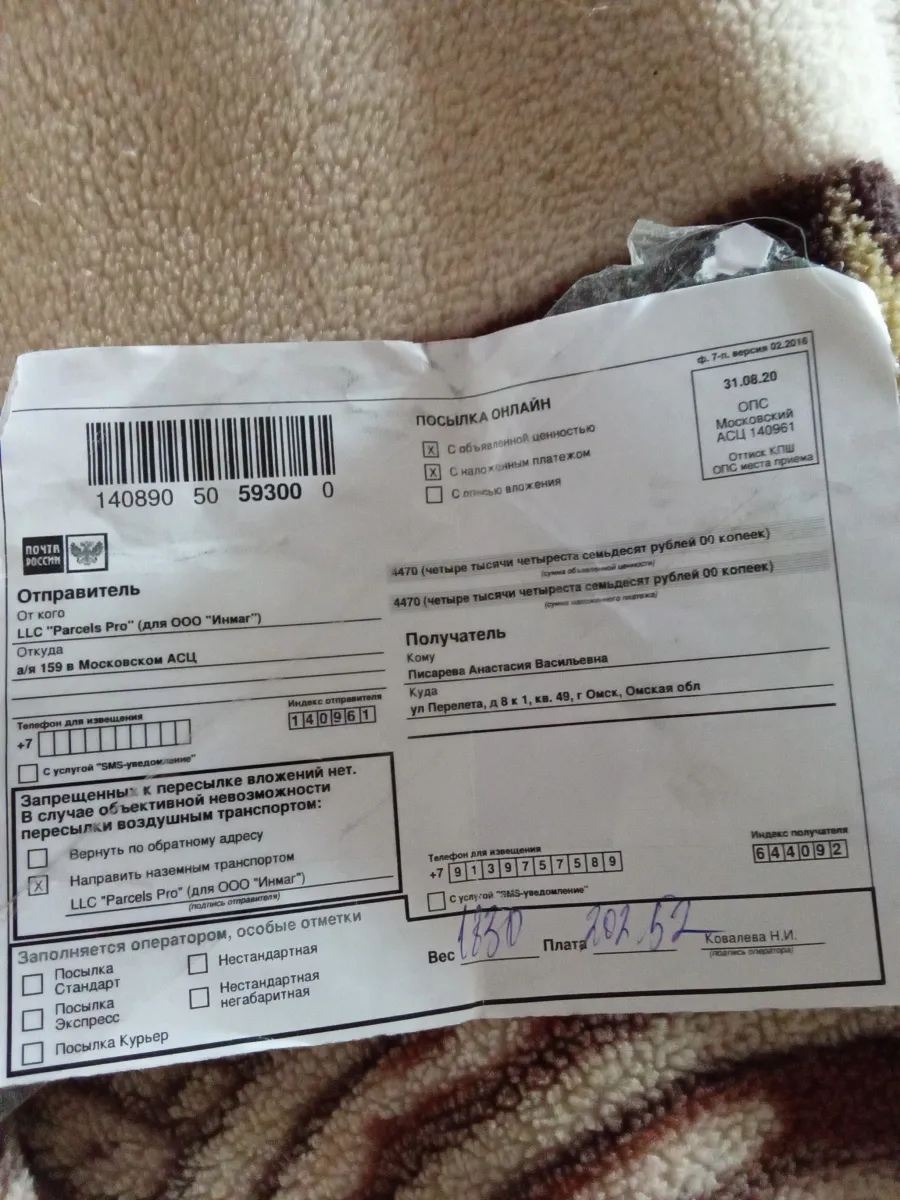 ф. 7-п. версия 02.2016
31.08.20
ОПС
Московский
АСЦ 140961
Оттиск КПШ
ОПС места приема
ПОСЫЛКА ОНЛАЙН
x С объявленной ценностью
x С наложенным платежом
С описью вложения
140890 50 59300 0
ПОЧТА
РОССИИ
4470 (четыре тысячи четыреста семьдесят рублей 00 копеек)
(сумма объявленной ценности)
4470 (четыре тысячи четыреста семьдесят рублей 00 копеек)
(сумма наложенного платежа)
Отправитель
От кого
LLC "Parcels Pro" (для ООО "Инмаг")
Откуда
а/я 159 в Московском АСЦ
Индекс отправителя
140961
Телефон для извещения
+7
С услугой "SMS-уведомление"
Получатель
Кому
Писарева Анастасия Васильевна
Куда
ул Перелета, д 8 к 1, кв. 49, г Омск, Омская обл
Запрещенных к пересылке вложений нет.
В случае объективной невозможности
пересылки воздушным транспортом:
Вернуть по обратному адресу
x Направить наземным транспортом
LLC "Parcels Pro" (для ООО "Инмаг")
(подпись отправителя)
Телефон для извещения
+7 9139757589
С услугой "SMS-уведомление"
Индекс получателя
644092
Заполняется оператором, особые отметки
Посылка
Стандарт
Посылка
Экспресс
Посылка Курьер
Нестандартная
Нестандартная
негабаритная
Вес 1830 Плата 202.52 Ковалева Н.И.
(подпись оператора)